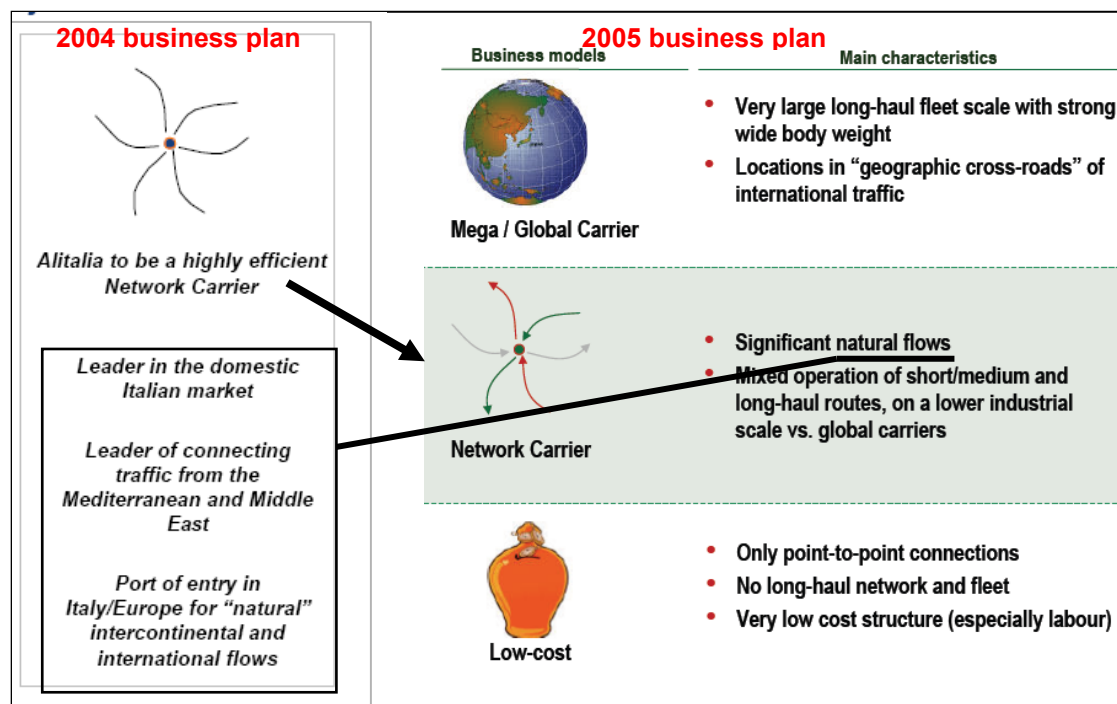 2004 business plan
Alitalia to be a highly efficient
Network Carrier
Leader in the domestic
Italian market
Leader of connecting
traffic from the
Mediterranean and Middle
East
Port of entry in
Italy/Europe for “natural”
intercontinental and
international flows
2005 business plan
Business models
Main characteristics
• Very large long-haul fleet scale with strong
wide body weight
• Locations in “geographic cross-roads” of
international traffic
Mega / Global Carrier
• Significant natural flows
• Mixed operation of short/medium and
long-haul routes, on a lower industrial
scale vs. global carriers
Network Carrier
• Only point-to-point connections
• No long-haul network and fleet
• Very low cost structure (especially labour)
Low-cost